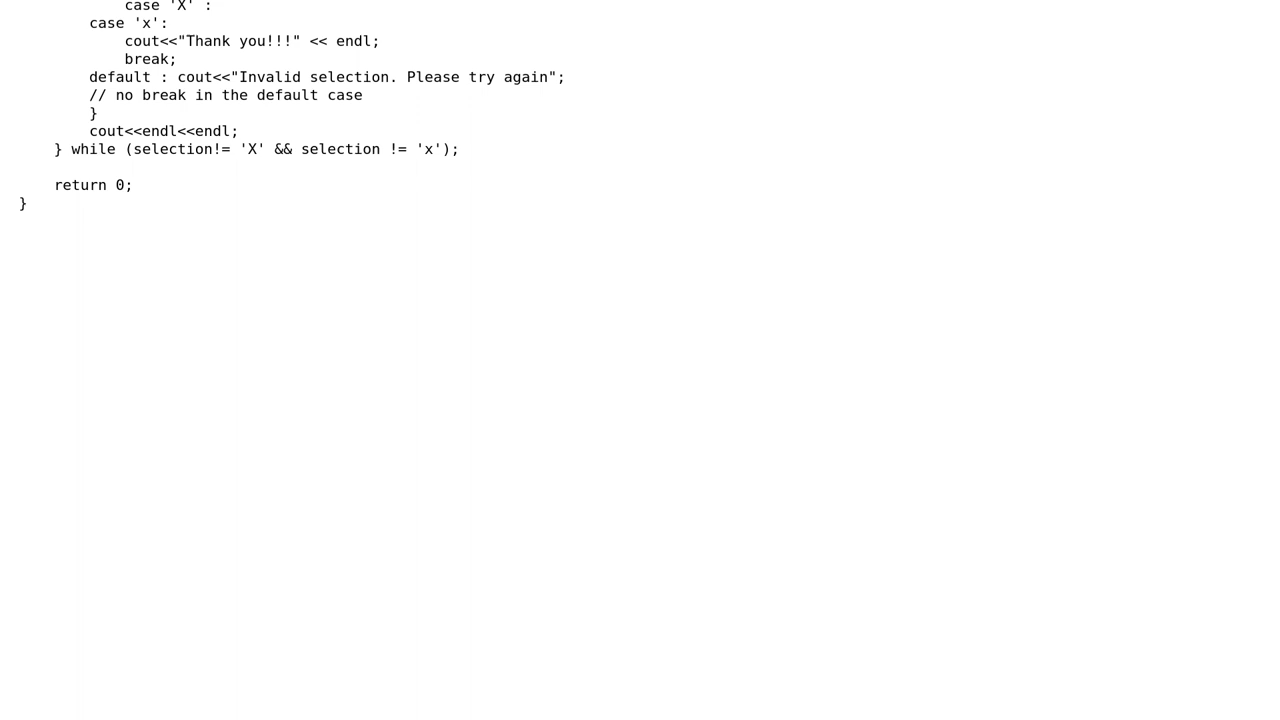 case 'X' :
case 'x':
cout<<"Thank you!!!" << endl;
break;
default : cout<<"Invalid selection. Please try again";
// no break in the default case
}
cout<<endl<<endl;
} while (selection!= 'X' && selection != 'x');
return 0;
}